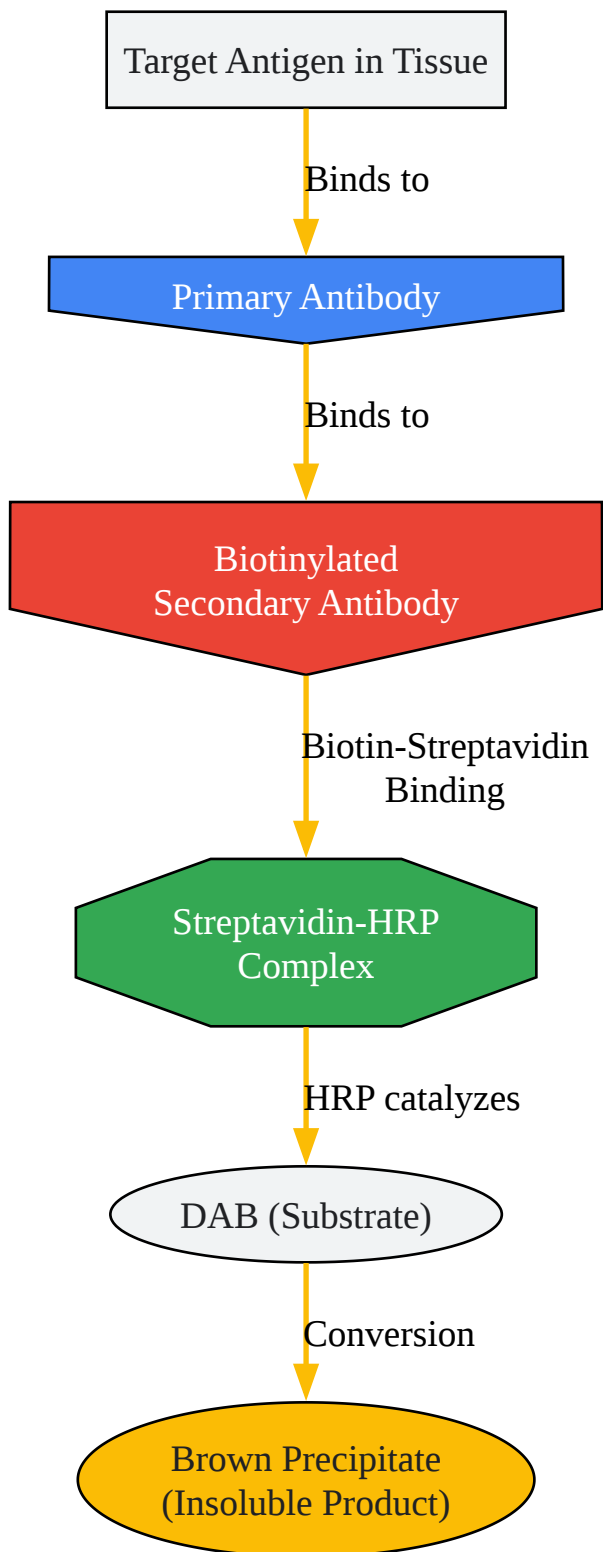 Target Antigen in Tissue
Binds to
Primary Antibody
Binds to
Biotinylated
Secondary Antibody
Biotin-Streptavidin
Binding
Streptavidin-HRP
Complex
HRP catalyzes
DAB (Substrate)
Conversion
Brown Precipitate
(Insoluble Product)